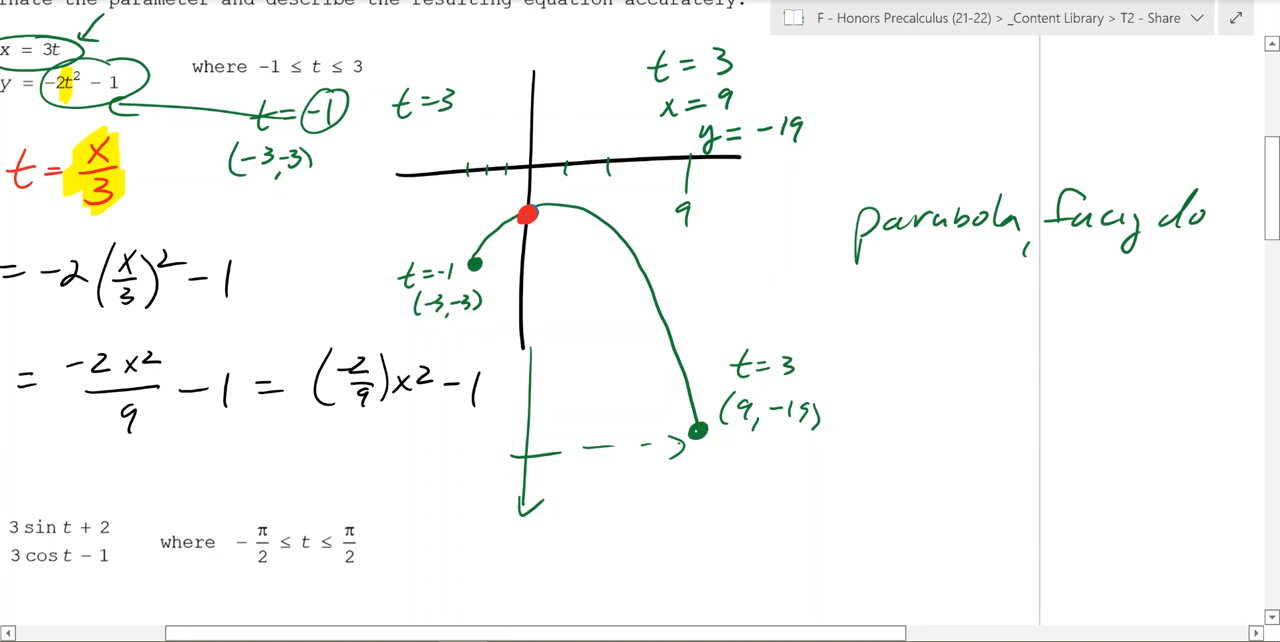 inate the parameter and describe the resulting equation accurately.
F - Honors Precalculus (21-22) > _Content Library > T2 - Share
x = 3t
y = -2t² - 1
where -1 ≤ t ≤ 3
t = -1
(-3,-3)
t = 3
t = 3
x = 9
y = -19
t = x/3
9
parabola, facing do
= -2(x/3)² - 1
t = -1
(-3,-3)
= -2x²/9 - 1 = (-2/9)x² - 1
t = 3
(9, -19)
3 sin t + 2
3 cos t - 1
where - π/2 ≤ t ≤ π/2